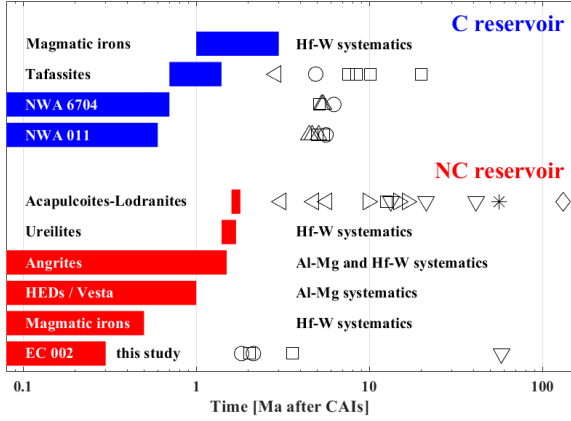 C reservoir
Magmatic irons Hf-W systematics
Tafassites
NWA 6704
NWA 011
NC reservoir
Acapulcoites-Lodranites
Ureilites Hf-W systematics
Angrites Al-Mg and Hf-W systematics
HEDs / Vesta Al-Mg systematics
Magmatic irons Hf-W systematics
EC 002 this study
0.1 1 10 100
Time [Ma after CAIs]